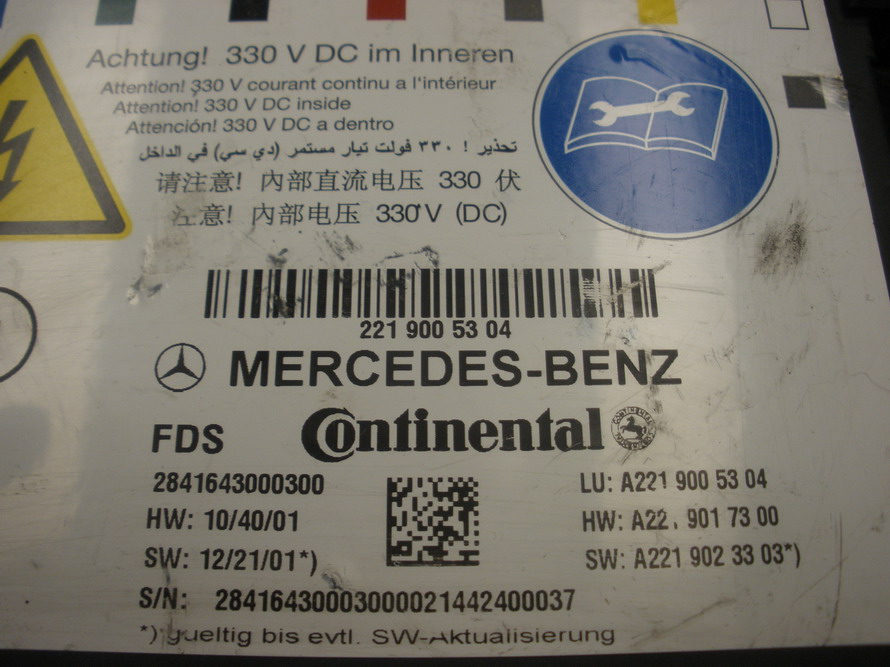 Achtung! 330 V DC im Inneren
Attention! 330 V courant continu a l'intérieur
Attention! 330 V DC inside
Attención! 330 V DC a dentro
تحذير ! ٣٣٠ فولت تيار مستمر (دي سي) في الداخل
请注意! 内部直流电压 330 伏
注意! 内部电压 330V (DC)
221 900 53 04
MERCEDES-BENZ
FDS Continental
2841643000300
LU: A221 900 53 04
HW: 10/40/01
HW: A22. 901 73 00
SW: 12/21/01*)
SW: A221 902 33 03*)
S/N: 28416430003000021442400037
*) gueltig bis evtl. SW-Aktualisierung